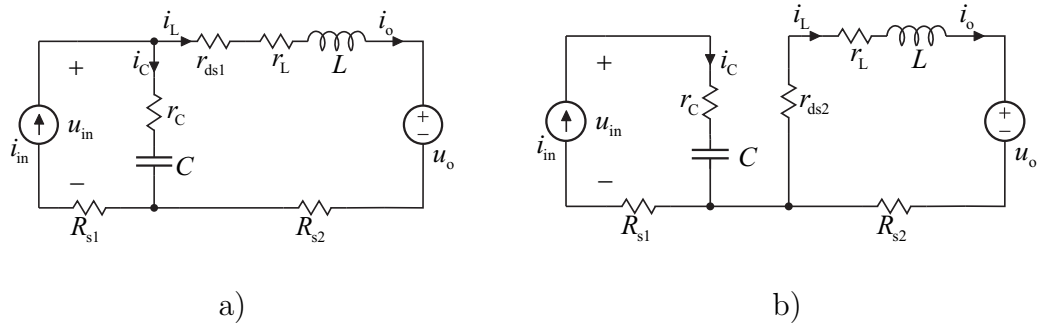 i_L i_o
r_ds1 r_L L
+ i_C
r_C
i_in u_in
C u_o
−
R_s1 R_s2
a)
i_L i_o
+ i_C r_L L
r_C r_ds2
i_in u_in
C u_o
−
R_s1 R_s2
b)